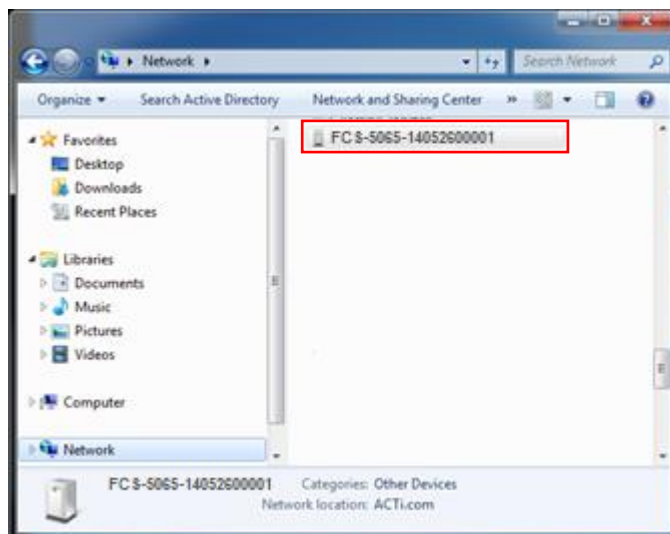 Network
Search Network
Organize
Search Active Directory
Network and Sharing Center
»
Favorites
Desktop
Downloads
Recent Places
Libraries
Documents
Music
Pictures
Videos
Computer
Network
FCS-5065-14052600001
FCS-5065-14052600001
Categories: Other Devices
Network location: ACTi.com